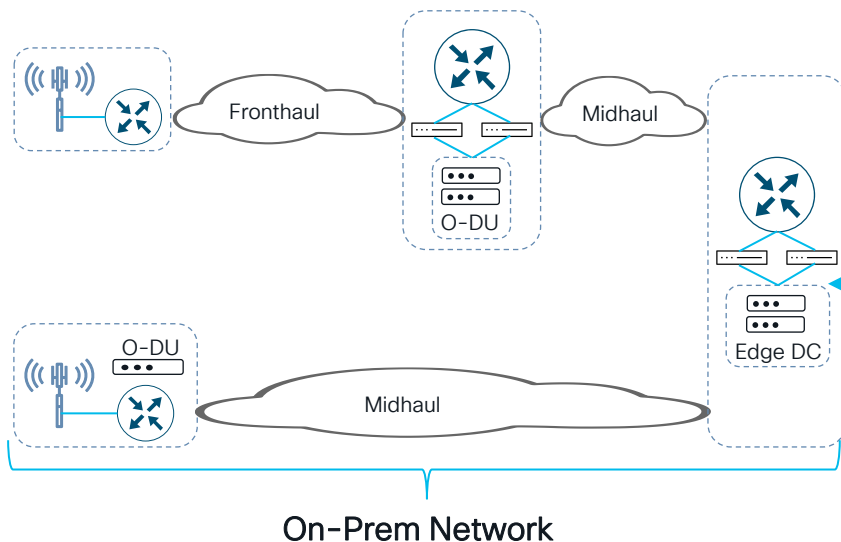 Fronthaul
Midhaul
O-DU
Edge DC
O-DU
Midhaul
On-Prem Network